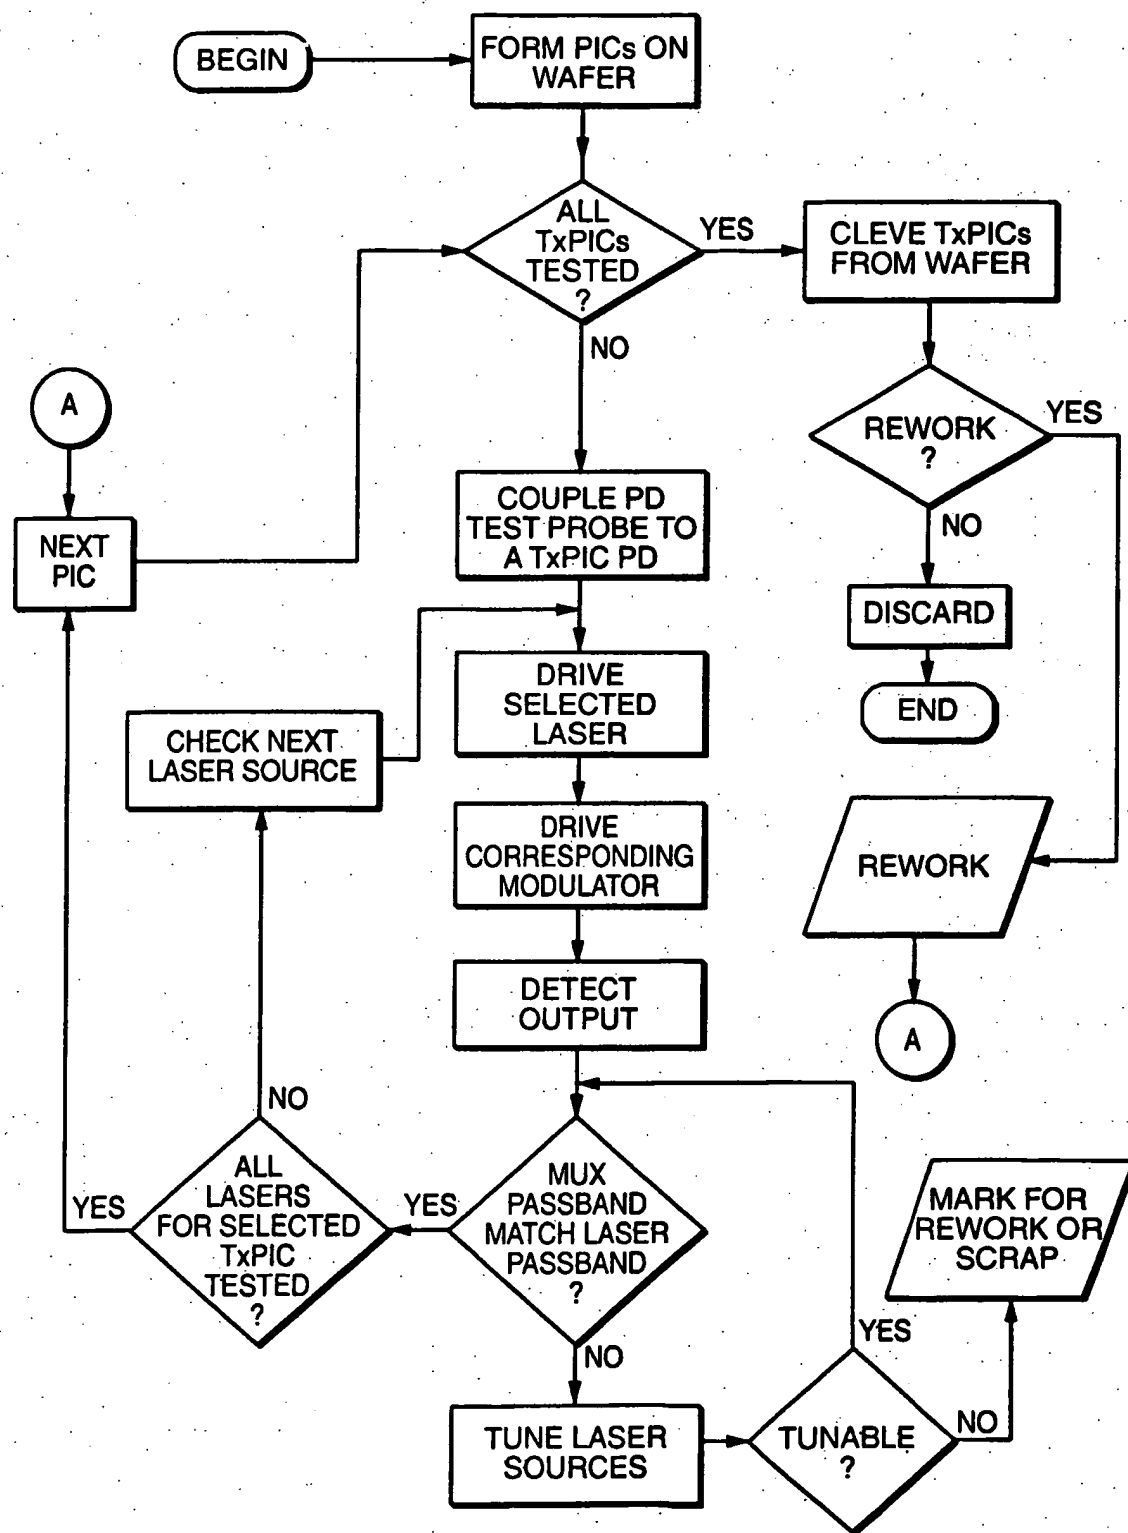 BEGIN
FORM PICs ON
WAFER
ALL
TxPICs
TESTED
?
YES
NO
CLEVE TxPICs
FROM WAFER
REWORK
?
YES
NO
DISCARD
END
REWORK
A
A
NEXT
PIC
COUPLE PD
TEST PROBE TO
A TxPIC PD
DRIVE
SELECTED
LASER
CHECK NEXT
LASER SOURCE
DRIVE
CORRESPONDING
MODULATOR
DETECT
OUTPUT
MUX
PASSBAND
MATCH LASER
PASSBAND
?
YES
NO
ALL
LASERS
FOR SELECTED
TxPIC
TESTED
?
NO
YES
TUNE LASER
SOURCES
TUNABLE
?
YES
NO
MARK FOR
REWORK OR
SCRAP